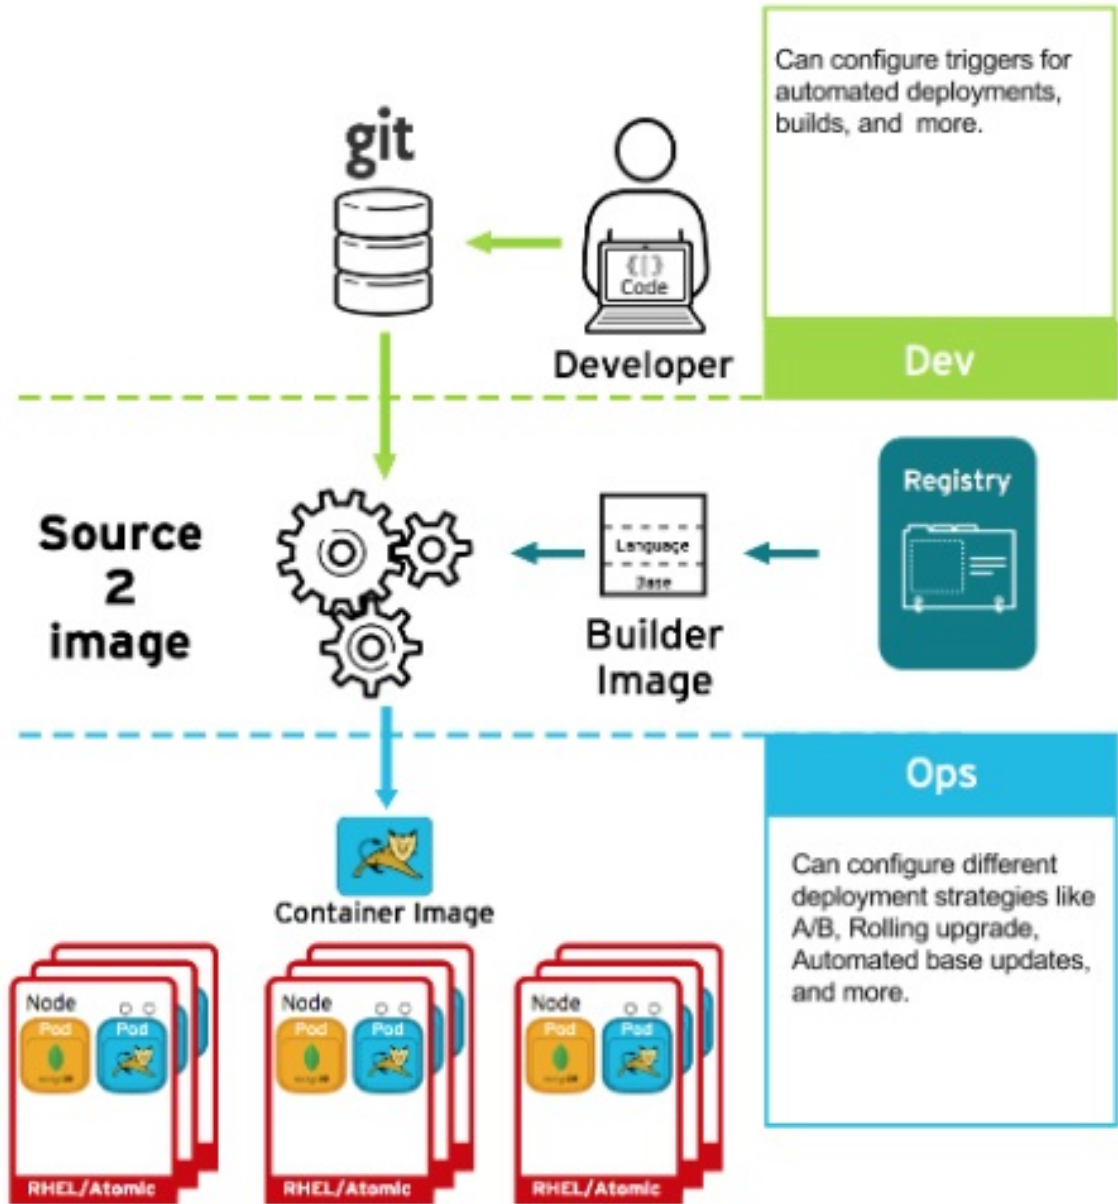 Can configure triggers for
automated deployments,
builds, and more.
git
{|}
Code
Developer
Dev
Source
2
image
Language
Base
Builder
Image
Registry
Ops
Container Image
Can configure different
deployment strategies like
A/B, Rolling upgrade,
Automated base updates,
and more.
Node
Pod
Pod
RHEL/Atomic
Node
Pod
Pod
RHEL/Atomic
Node
Pod
Pod
RHEL/Atomic